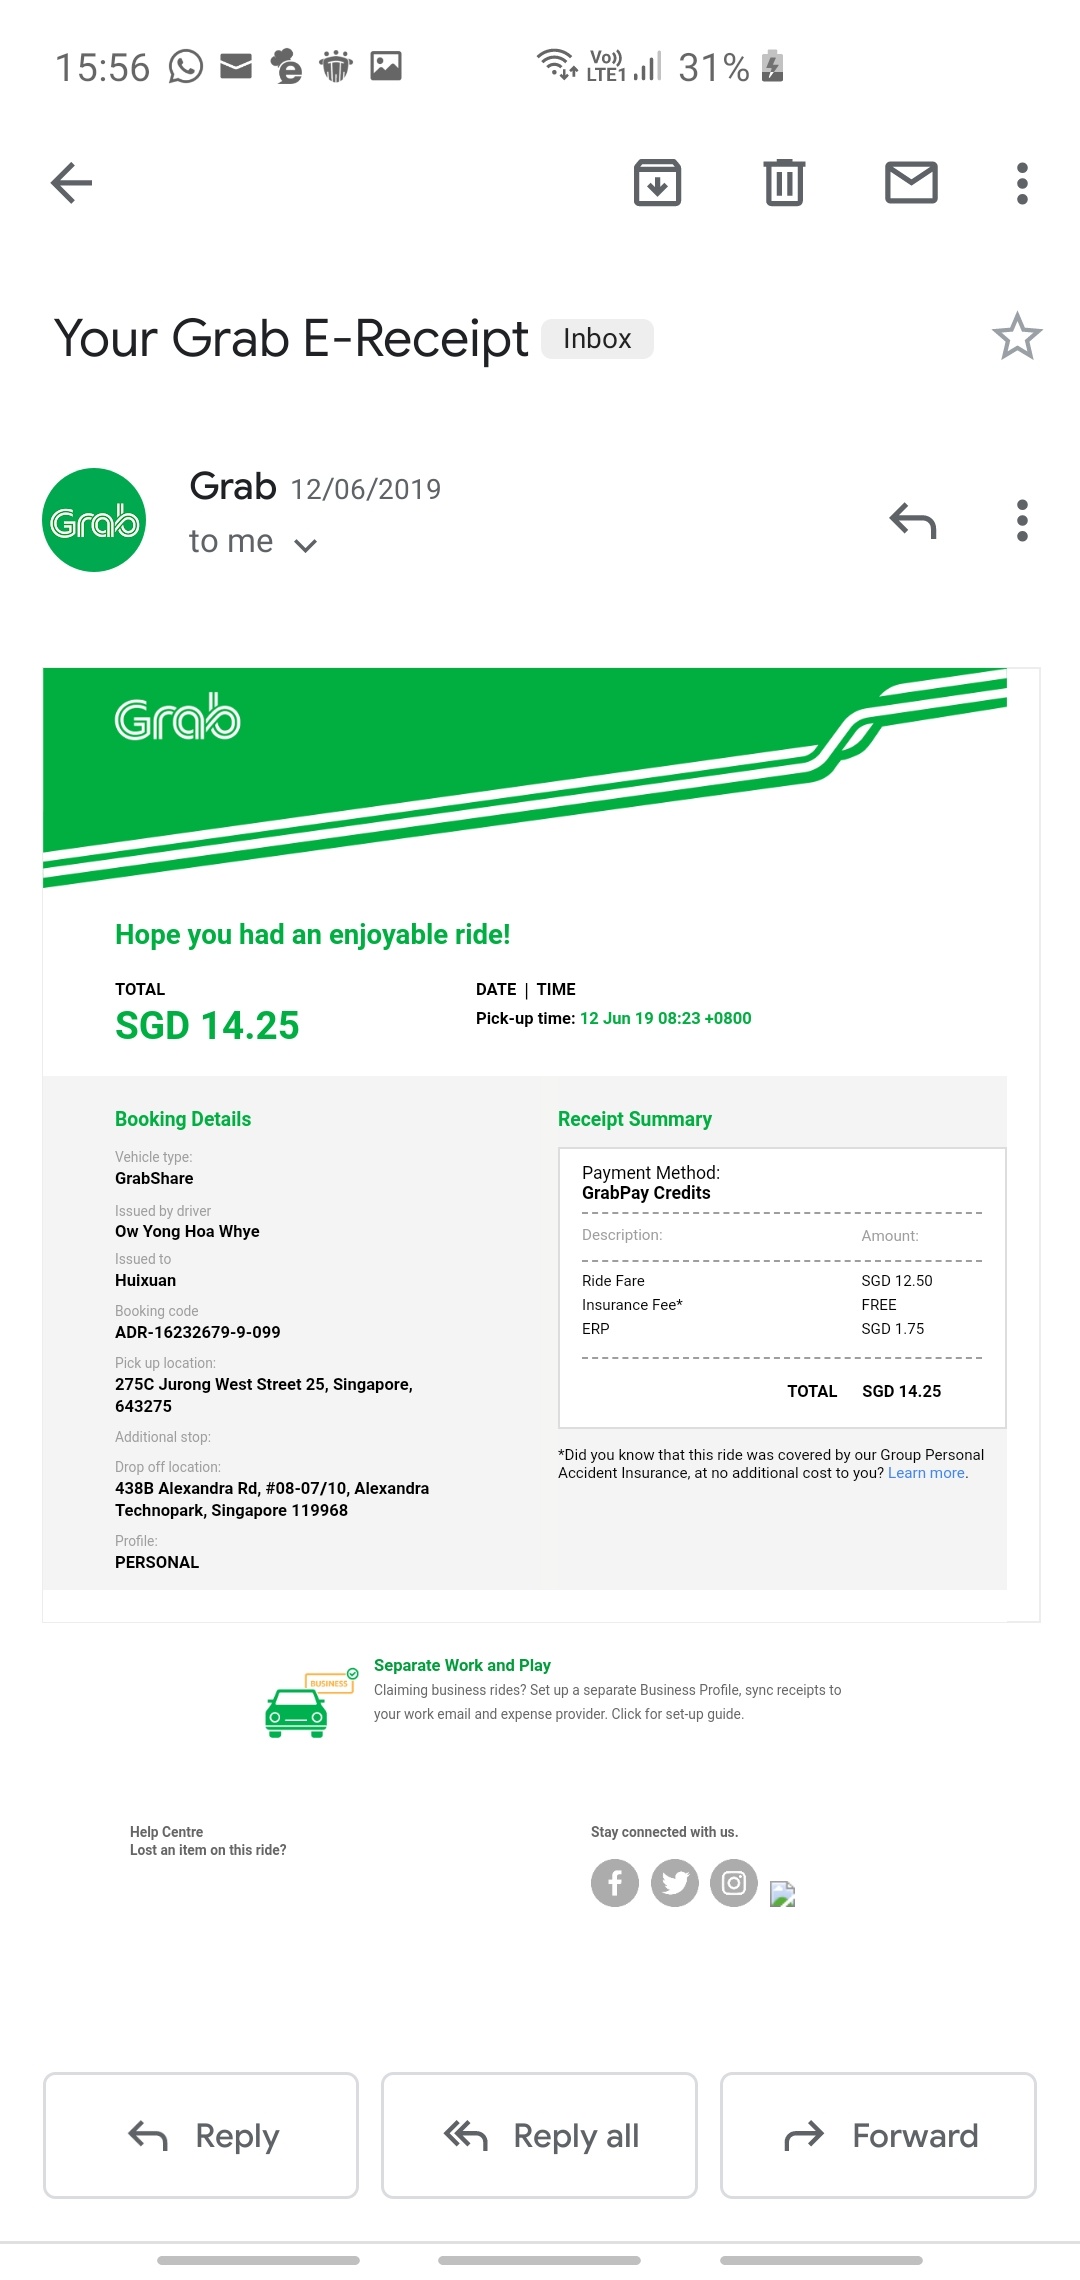 15:56
Vo)) LTE1
31%
Your Grab E-Receipt Inbox
Grab
Grab 12/06/2019
to me
Grab
Hope you had an enjoyable ride!
TOTAL
SGD 14.25
DATE | TIME
Pick-up time: 12 Jun 19 08:23 +0800
Booking Details
Vehicle type:
GrabShare
Issued by driver
Ow Yong Hoa Whye
Issued to
Huixuan
Booking code
ADR-16232679-9-099
Pick up location:
275C Jurong West Street 25, Singapore,
643275
Additional stop:
Drop off location:
438B Alexandra Rd, #08-07/10, Alexandra
Technopark, Singapore 119968
Profile:
PERSONAL
Receipt Summary
Payment Method:
GrabPay Credits
Description: Amount:
Ride Fare SGD 12.50
Insurance Fee* FREE
ERP SGD 1.75
TOTAL SGD 14.25
*Did you know that this ride was covered by our Group Personal
Accident Insurance, at no additional cost to you? Learn more.
BUSINESS
Separate Work and Play
Claiming business rides? Set up a separate Business Profile, sync receipts to
your work email and expense provider. Click for set-up guide.
Help Centre
Lost an item on this ride?
Stay connected with us.
Reply
Reply all
Forward